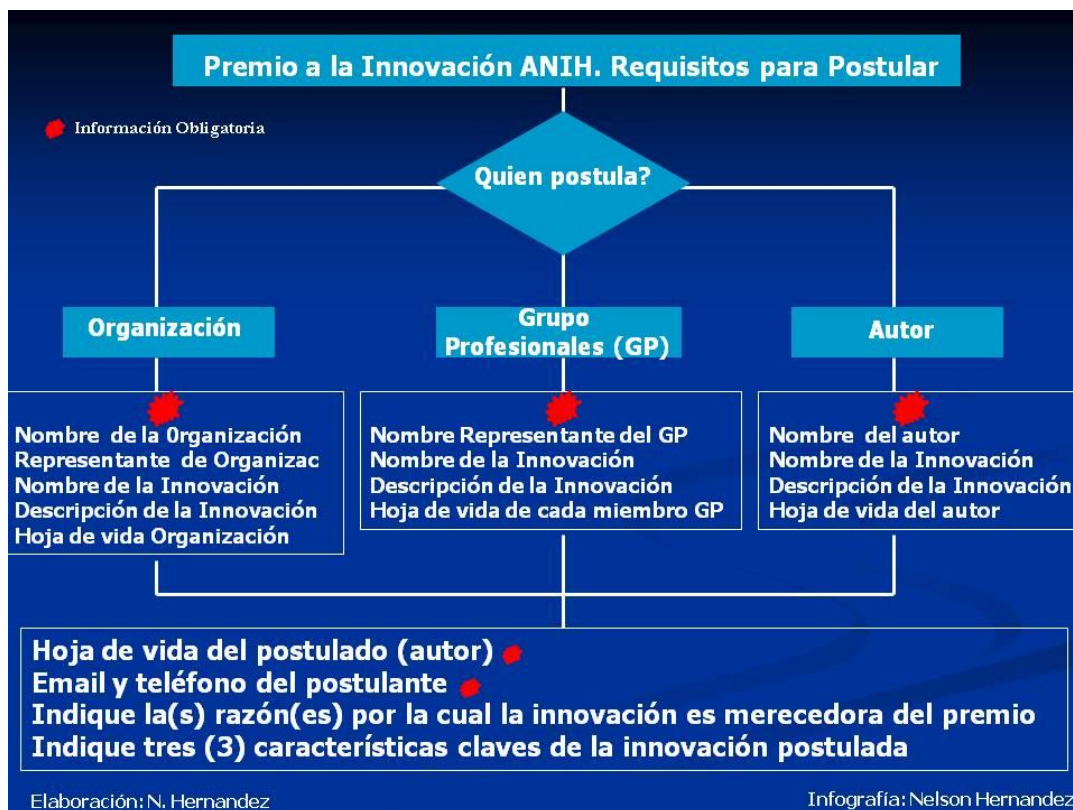 Premio a la Innovación ANIH. Requisitos para Postular
Información Obligatoria
Quien postula?
Organización
Grupo
Profesionales (GP)
Autor
Nombre de la 0rganización
Representante de Organizac
Nombre de la Innovación
Descripción de la Innovación
Hoja de vida Organización
Nombre Representante del GP
Nombre de la Innovación
Descripción de la Innovación
Hoja de vida de cada miembro GP
Nombre del autor
Nombre de la Innovación
Descripción de la Innovación
Hoja de vida del autor
Hoja de vida del postulado (autor)
Email y teléfono del postulante
Indique la(s) razón(es) por la cual la innovación es merecedora del premio
Indique tres (3) características claves de la innovación postulada
Elaboración: N. Hernandez
Infografía: Nelson Hernandez